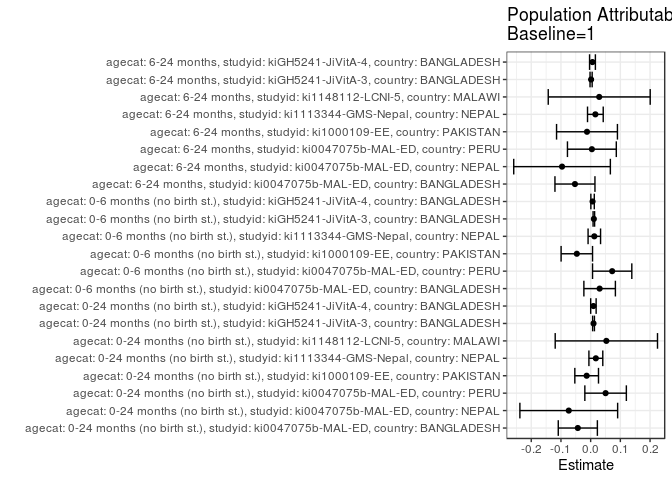 Population Attributab
Baseline=1
agecat: 6-24 months, studyid: kiGH5241-JiVitA-4, country: BANGLADESH
agecat: 6-24 months, studyid: kiGH5241-JiVitA-3, country: BANGLADESH
agecat: 6-24 months, studyid: ki1148112-LCNI-5, country: MALAWI
agecat: 6-24 months, studyid: ki1113344-GMS-Nepal, country: NEPAL
agecat: 6-24 months, studyid: ki1000109-EE, country: PAKISTAN
agecat: 6-24 months, studyid: ki0047075b-MAL-ED, country: PERU
agecat: 6-24 months, studyid: ki0047075b-MAL-ED, country: NEPAL
agecat: 6-24 months, studyid: ki0047075b-MAL-ED, country: BANGLADESH
agecat: 0-6 months (no birth st.), studyid: kiGH5241-JiVitA-4, country: BANGLADESH
agecat: 0-6 months (no birth st.), studyid: kiGH5241-JiVitA-3, country: BANGLADESH
agecat: 0-6 months (no birth st.), studyid: ki1113344-GMS-Nepal, country: NEPAL
agecat: 0-6 months (no birth st.), studyid: ki1000109-EE, country: PAKISTAN
agecat: 0-6 months (no birth st.), studyid: ki0047075b-MAL-ED, country: PERU
agecat: 0-6 months (no birth st.), studyid: ki0047075b-MAL-ED, country: BANGLADESH
agecat: 0-24 months (no birth st.), studyid: kiGH5241-JiVitA-4, country: BANGLADESH
agecat: 0-24 months (no birth st.), studyid: kiGH5241-JiVitA-3, country: BANGLADESH
agecat: 0-24 months (no birth st.), studyid: ki1148112-LCNI-5, country: MALAWI
agecat: 0-24 months (no birth st.), studyid: ki1113344-GMS-Nepal, country: NEPAL
agecat: 0-24 months (no birth st.), studyid: ki1000109-EE, country: PAKISTAN
agecat: 0-24 months (no birth st.), studyid: ki0047075b-MAL-ED, country: PERU
agecat: 0-24 months (no birth st.), studyid: ki0047075b-MAL-ED, country: NEPAL
agecat: 0-24 months (no birth st.), studyid: ki0047075b-MAL-ED, country: BANGLADESH
-0.2 -0.1 0.0 0.1 0.2
Estimate